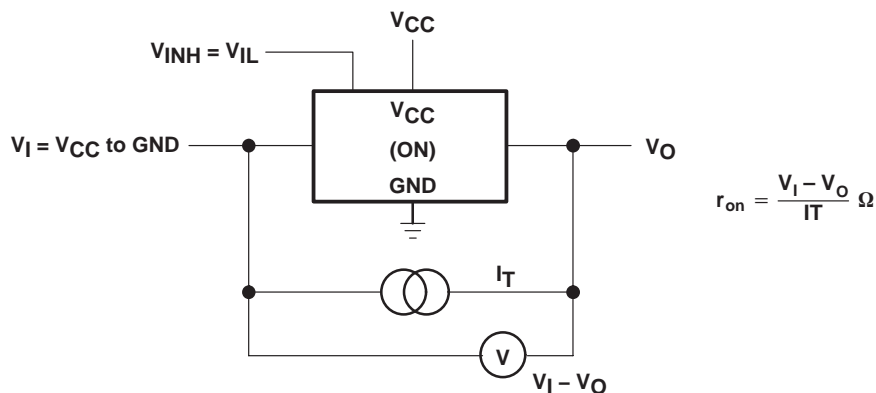 VCC
VINH = VIL
VCC
VI = VCC to GND
(ON)
VO
GND
ron = VI – VO / IT Ω
IT
V
VI – VO